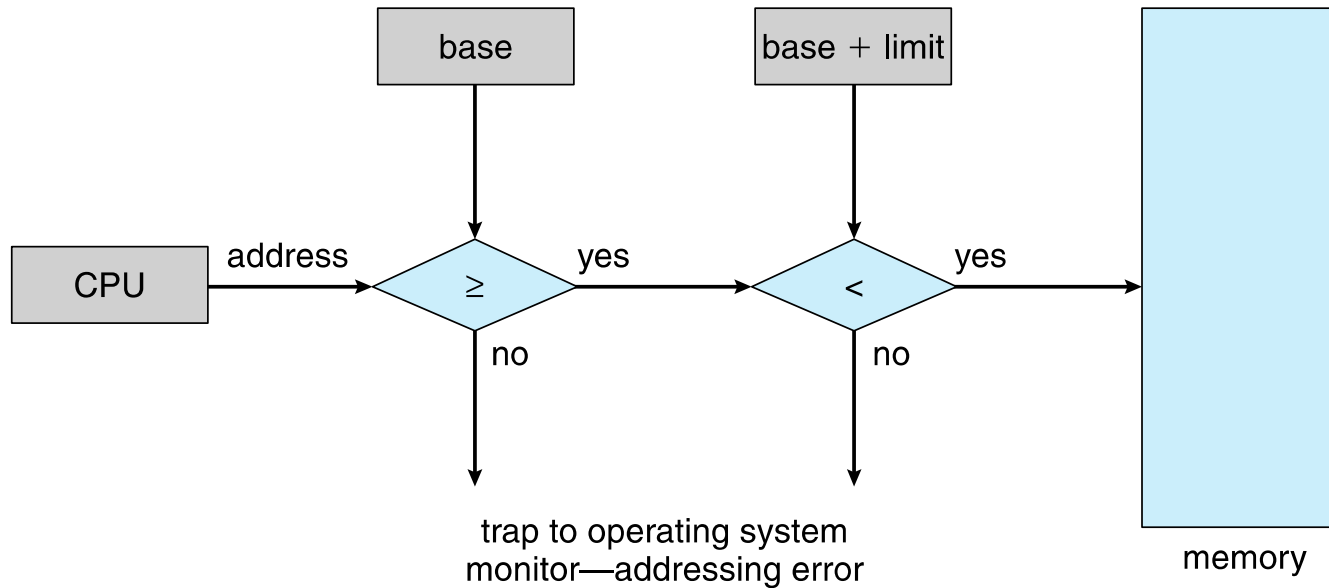 base
base + limit
CPU
address
≥
yes
<
yes
no
no
trap to operating system
monitor—addressing error
memory